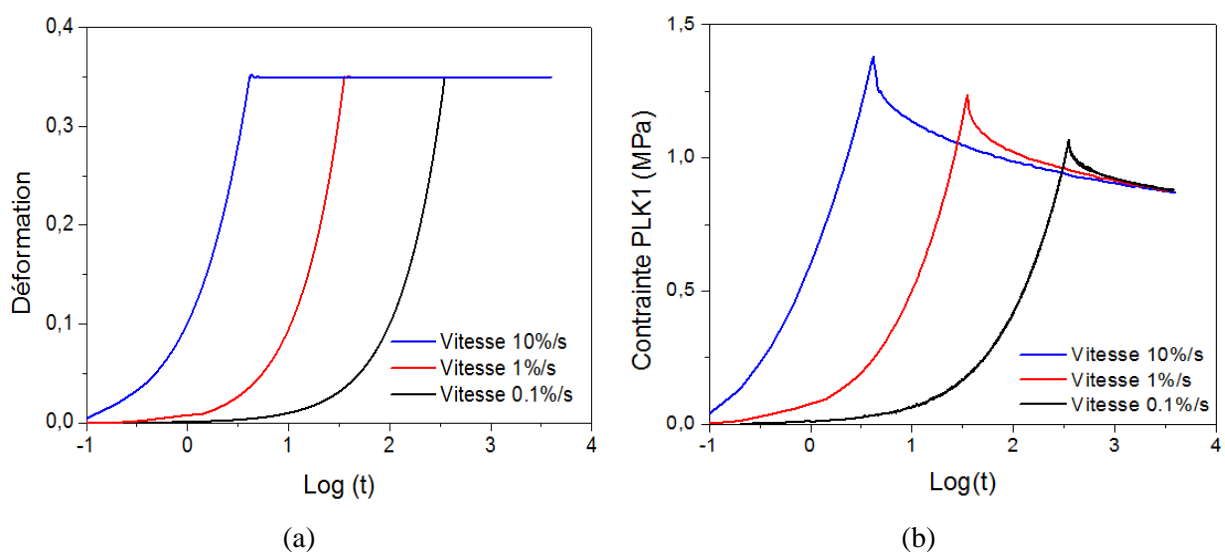 0,4
0,3
0,2
0,1
0,0
Déformation
-1 0 1 2 3 4
Log (t)
Vitesse 10%/s
Vitesse 1%/s
Vitesse 0.1%/s
(a)
1,5
1,0
0,5
0,0
Contrainte PLK1 (MPa)
-1 0 1 2 3 4
Log(t)
Vitesse 10%/s
Vitesse 1%/s
Vitesse 0.1%/s
(b)